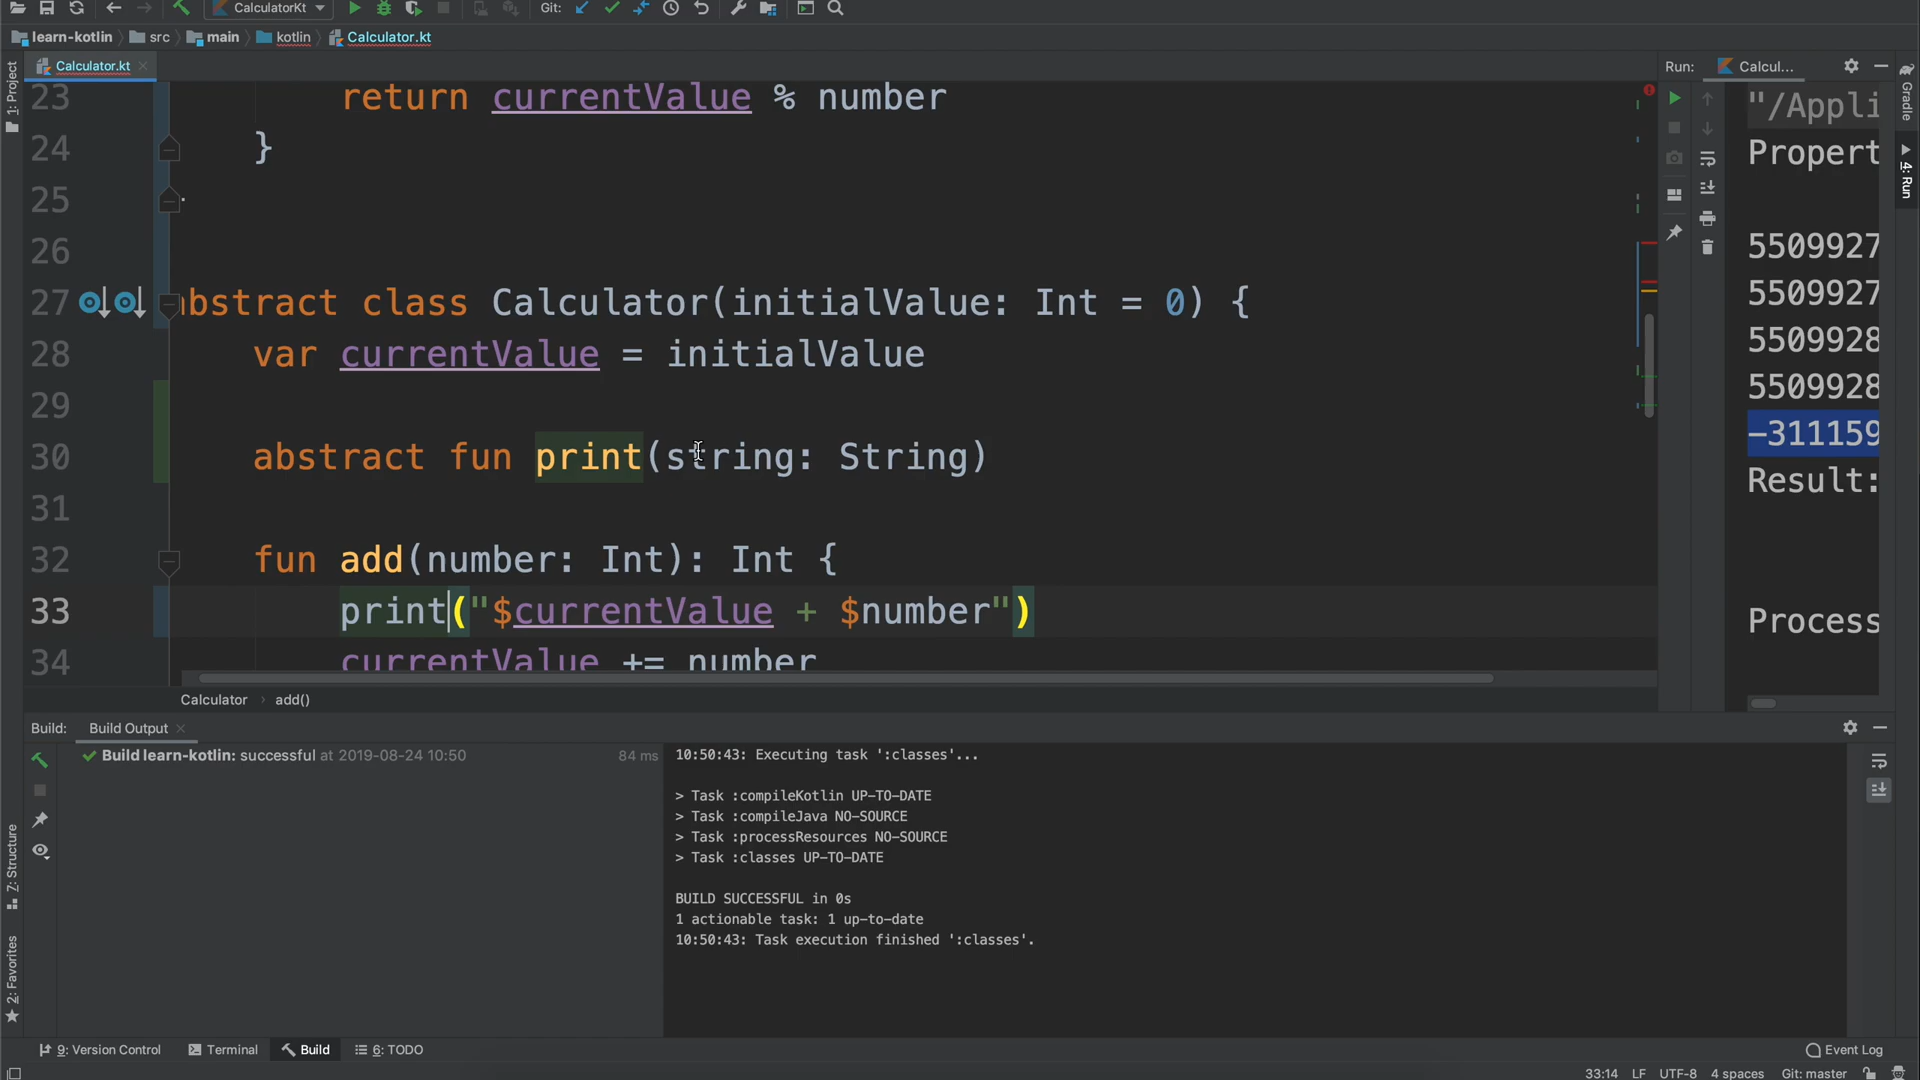 CalculatorKt
Git:
learn-kotlin
src
main
kotlin
Calculator.kt
1: Project
Calculator.kt
23 return currentValue % number
24 }
25
26
27 abstract class Calculator(initialValue: Int = 0) {
28 var currentValue = initialValue
29
30 abstract fun print(string: String)
31
32 fun add(number: Int): Int {
33 print("$currentValue + $number")
34 currentValue += number
Calculator
add()
Run:
Calcul...
"/Appli
Propert
5509927
5509927
5509928
5509928
-311159
Result:
Process
Gradle
4: Run
Build:
Build Output
Build learn-kotlin: successful at 2019-08-24 10:50
84 ms
10:50:43: Executing task ':classes'...
> Task :compileKotlin UP-TO-DATE
> Task :compileJava NO-SOURCE
> Task :processResources NO-SOURCE
> Task :classes UP-TO-DATE
BUILD SUCCESSFUL in 0s
1 actionable task: 1 up-to-date
10:50:43: Task execution finished ':classes'.
Z: Structure
2: Favorites
9: Version Control
Terminal
Build
6: TODO
Event Log
33:14
LF
UTF-8
4 spaces
Git: master